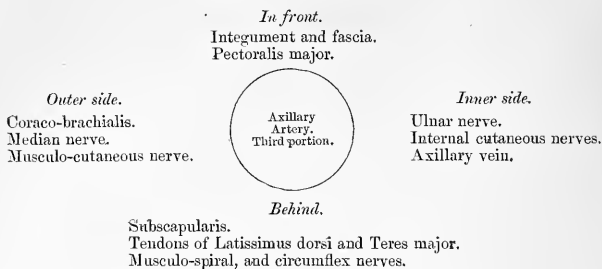 In front.
Integument and fascia.
Pectoralis major.
Outer side.
Coraco-brachialis.
Median nerve.
Musculo-cutaneous nerve.
Axillary
Artery.
Third portion.
Inner side.
Ulnar nerve.
Internal cutaneous nerves.
Axillary vein.
Behind.
Subscapularis.
Tendons of Latissimus dorsi and Teres major.
Musculo-spiral, and circumflex nerves.